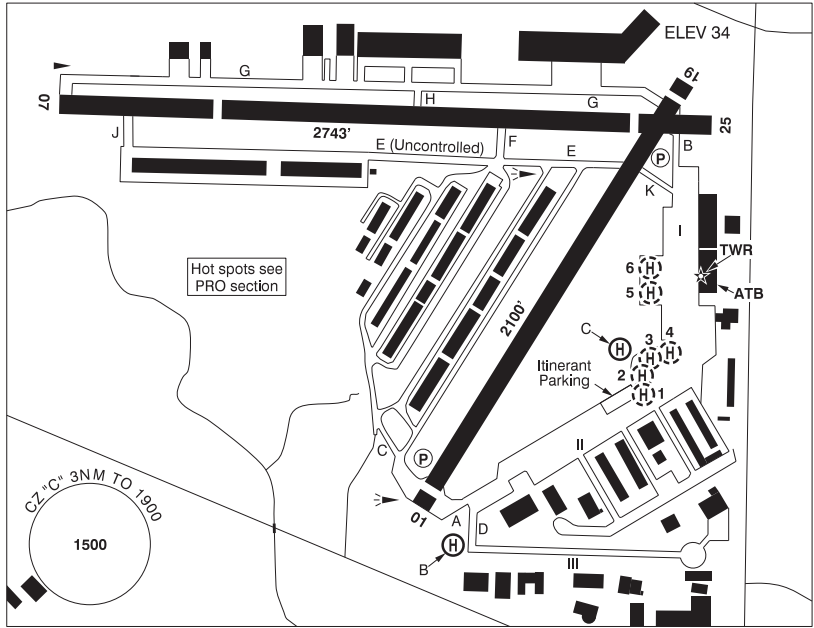 ELEV 34
19
G
07
H
G
25
J
2743'
F
B
E (Uncontrolled)
E
P
K
I
TWR
6 H
5 H
ATB
Hot spots see
PRO section
2100'
C
H
3
4
H
H
2 H
H 1
Itinerant
Parking
C
P
II
CZ "C" 3NM TO 1900
1500
01
A
D
H
B
III